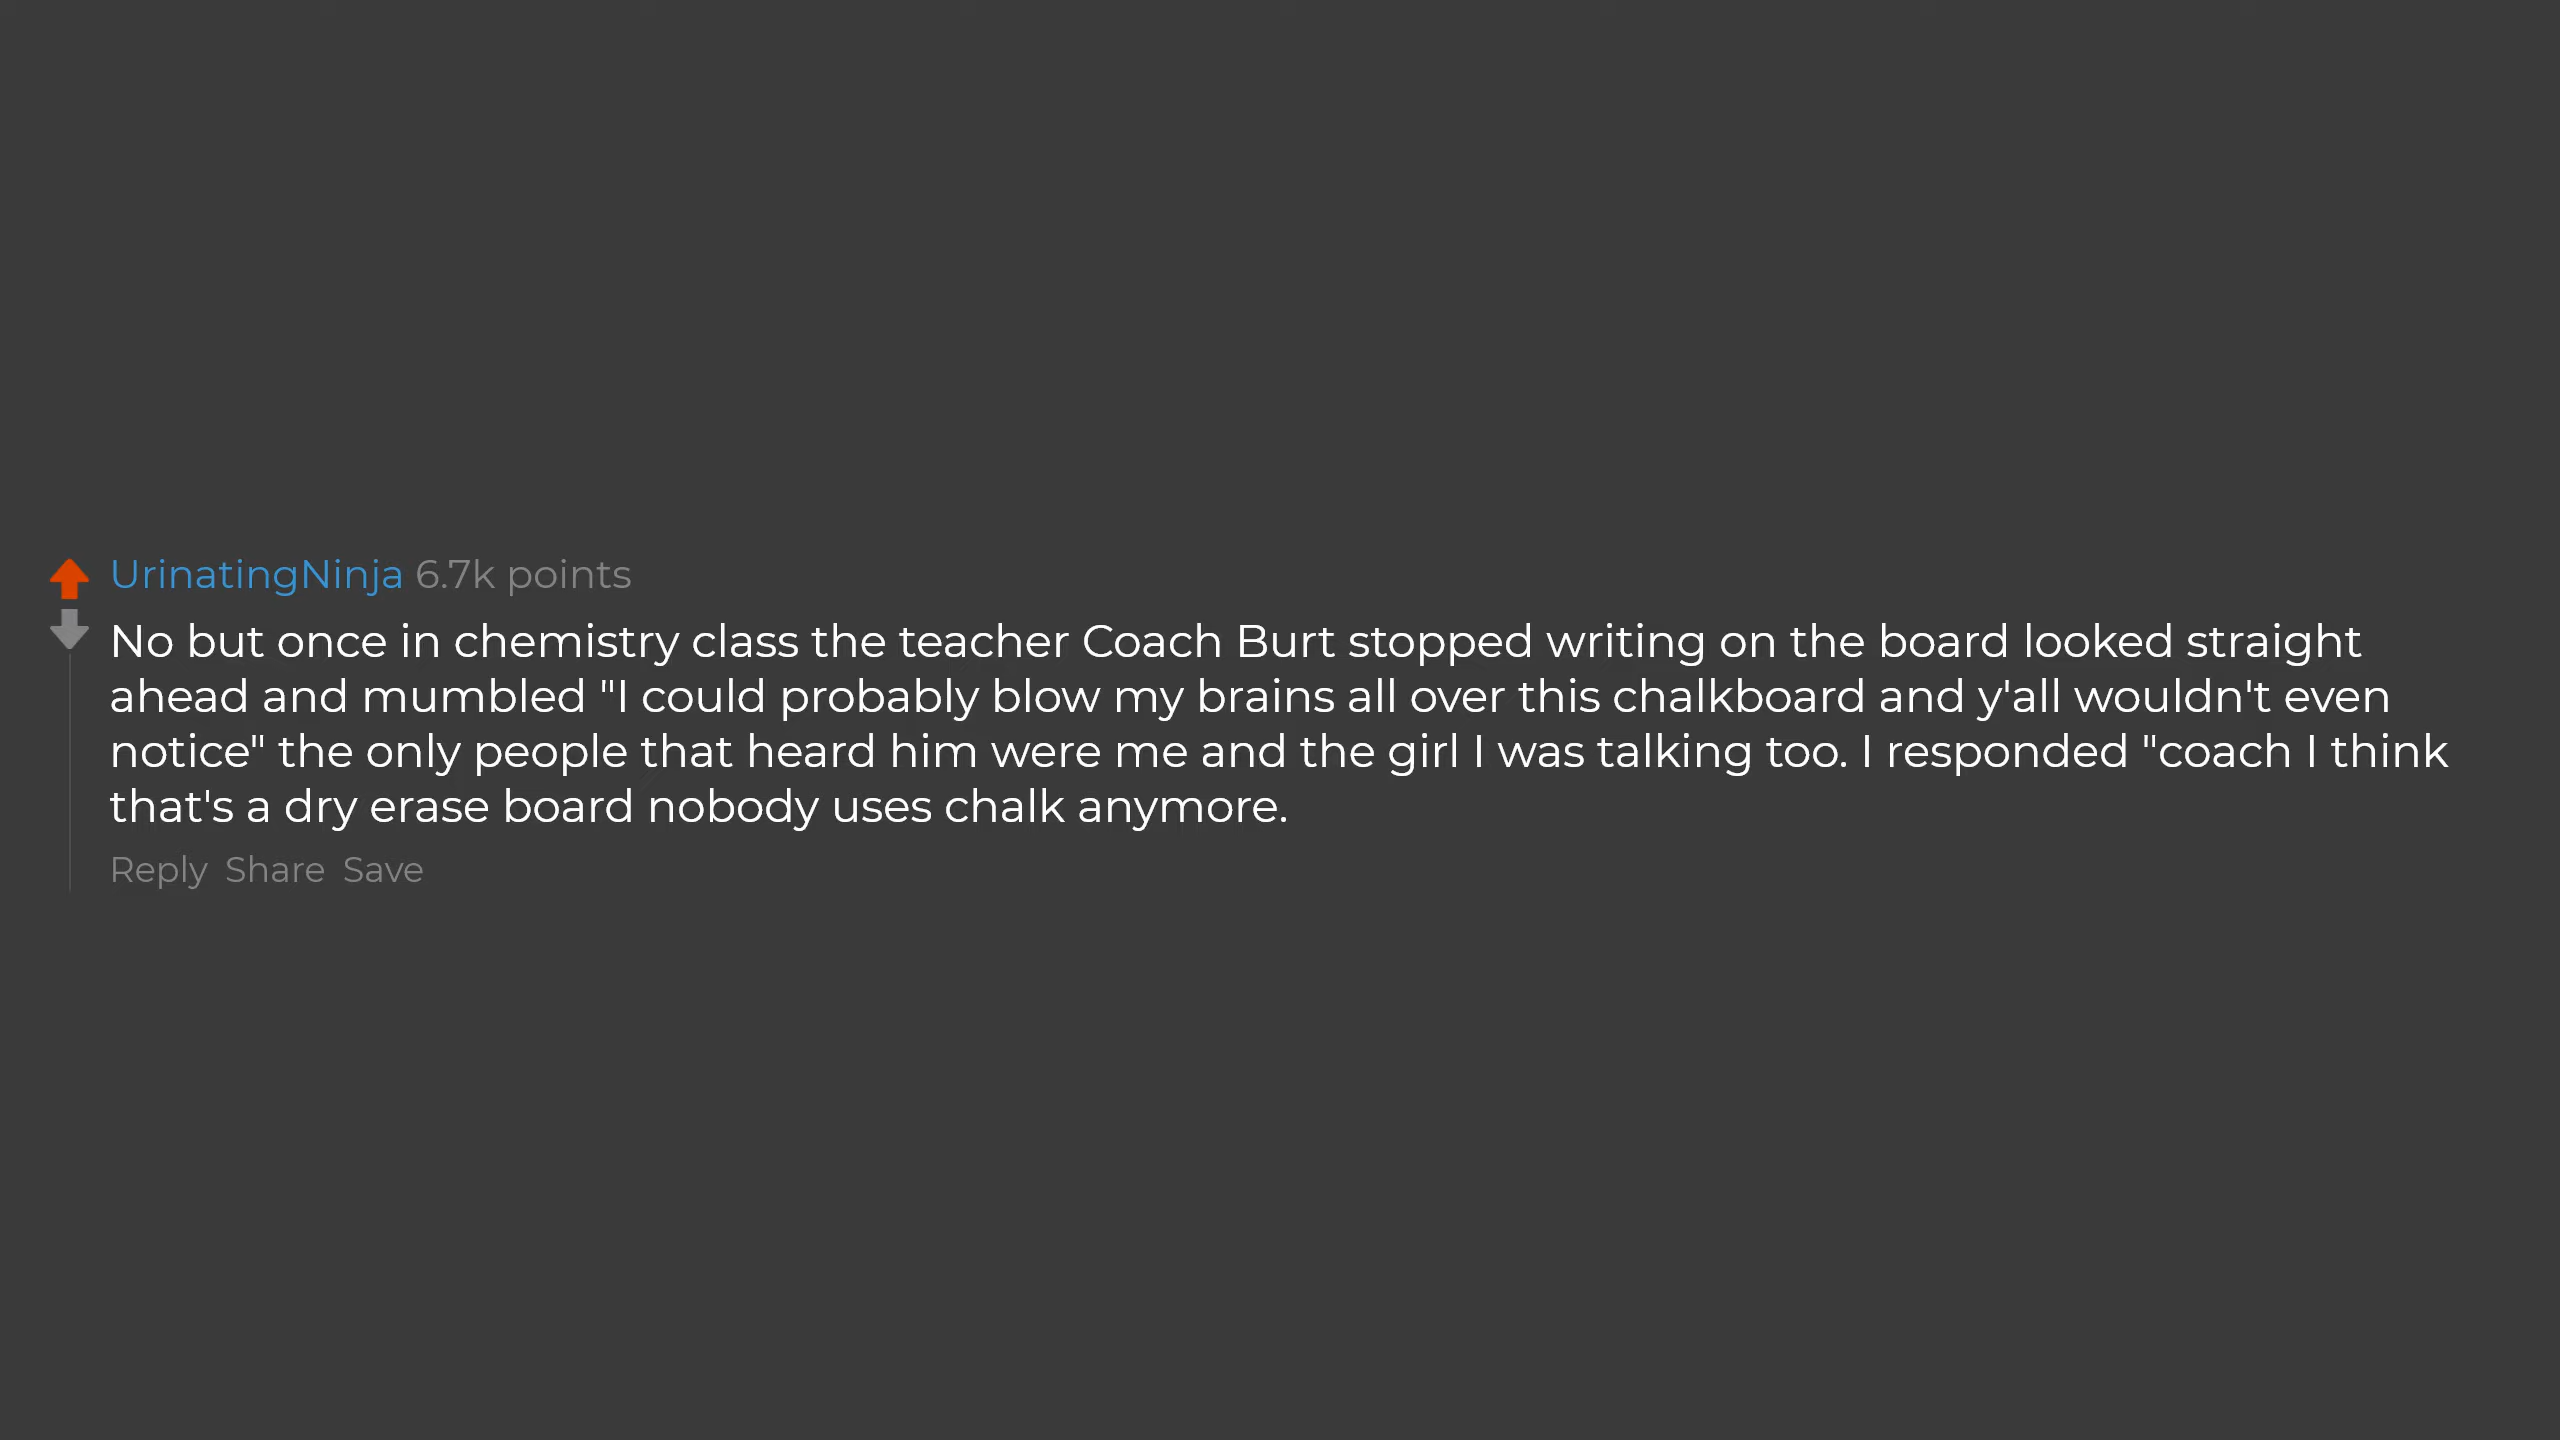 UrinatingNinja 6.7k points
No but once in chemistry class the teacher Coach Burt stopped writing on the board looked straight
ahead and mumbled "I could probably blow my brains all over this chalkboard and y'all wouldn't even
notice" the only people that heard him were me and the girl I was talking too. I responded "coach I think
that's a dry erase board nobody uses chalk anymore.
Reply Share Save